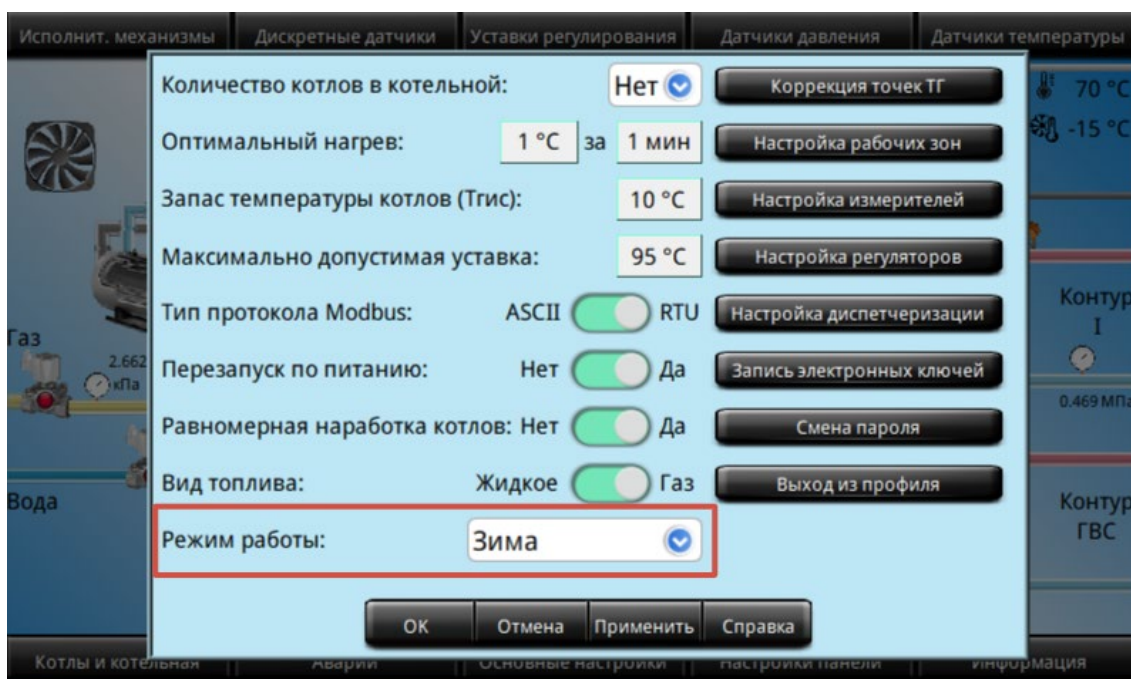 Исполнит. механизмы Дискретные датчики Уставки регулирования Датчики давления Датчики температуры
Количество котлов в котельной: Нет Коррекция точек ТГ 70 °C
Оптимальный нагрев: 1 °C за 1 мин Настройка рабочих зон -15 °C
Запас температуры котлов (Тгис): 10 °C Настройка измерителей
Максимально допустимая уставка: 95 °C Настройка регуляторов
Тип протокола Modbus: ASCII RTU Настройка диспетчеризации Контур
I
Газ
2.662
кПа
Перезапуск по питанию: Нет Да Запись электронных ключей
0.469 МПа
Равномерная наработка котлов: Нет Да Смена пароля
Вид топлива: Жидкое Газ Выход из профиля
Вода Контур
ГВС
Режим работы: Зима
ОК Отмена Применить Справка
Котлы и котельная Аварии Основные настройки Настройки панели Информация